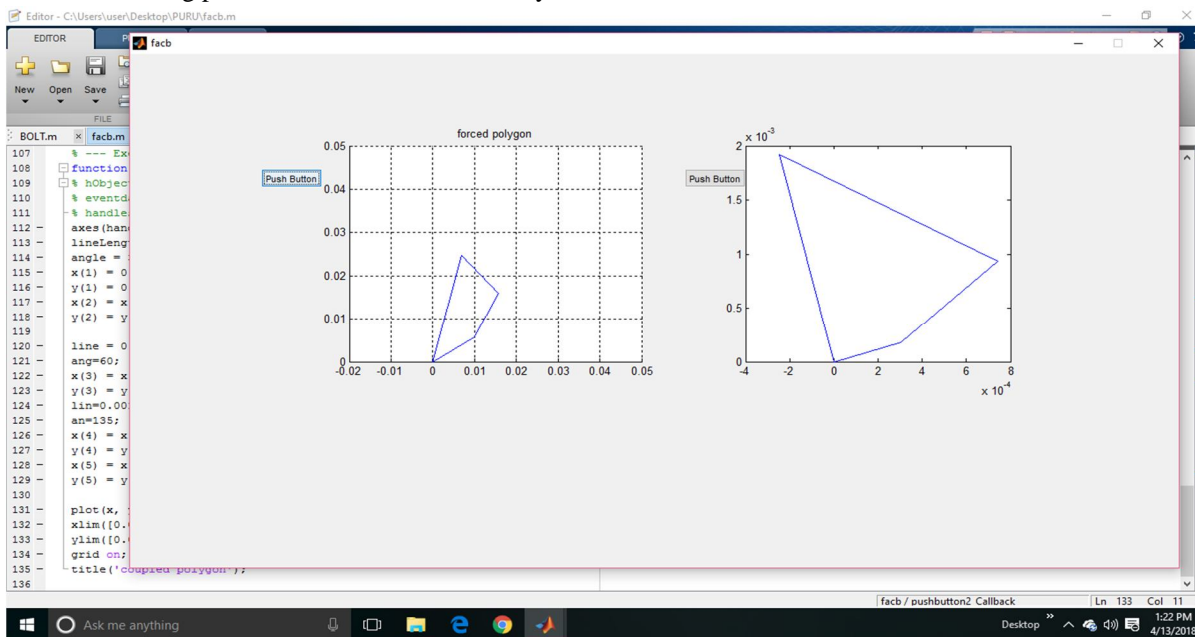 Editor - C:\Users\user\Desktop\PURU\facb.m
EDITOR
facb
New Open Save
FILE
BOLT.m × facb.m
107 % --- Ex
108 function
109 % hObjec
110 % eventda
111 % handle
112 - axes(han
113 - lineLeng
114 - angle =
115 - x(1) = 0
116 - y(1) = 0
117 - x(2) = x
118 - y(2) = y
119
120 - line = 0
121 - ang=60;
122 - x(3) = x
123 - y(3) = y
124 - lin=0.00
125 - an=135;
126 - x(4) = x
127 - y(4) = y
128 - x(5) = x
129 - y(5) = y
130
131 - plot(x,
132 - xlim([0.
133 - ylim([0.
134 - grid on;
135 - title('coupled polygon');
136
forced polygon
Push Button
0.05
0.04
0.03
0.02
0.01
0
-0.02 -0.01 0 0.01 0.02 0.03 0.04 0.05
x 10-3
Push Button
2
1.5
1
0.5
0
-4 -2 0 2 4 6 8
x 10-4
facb / pushbutton2 Callback Ln 133 Col 11
Ask me anything
Desktop 1:22 PM
4/13/2018